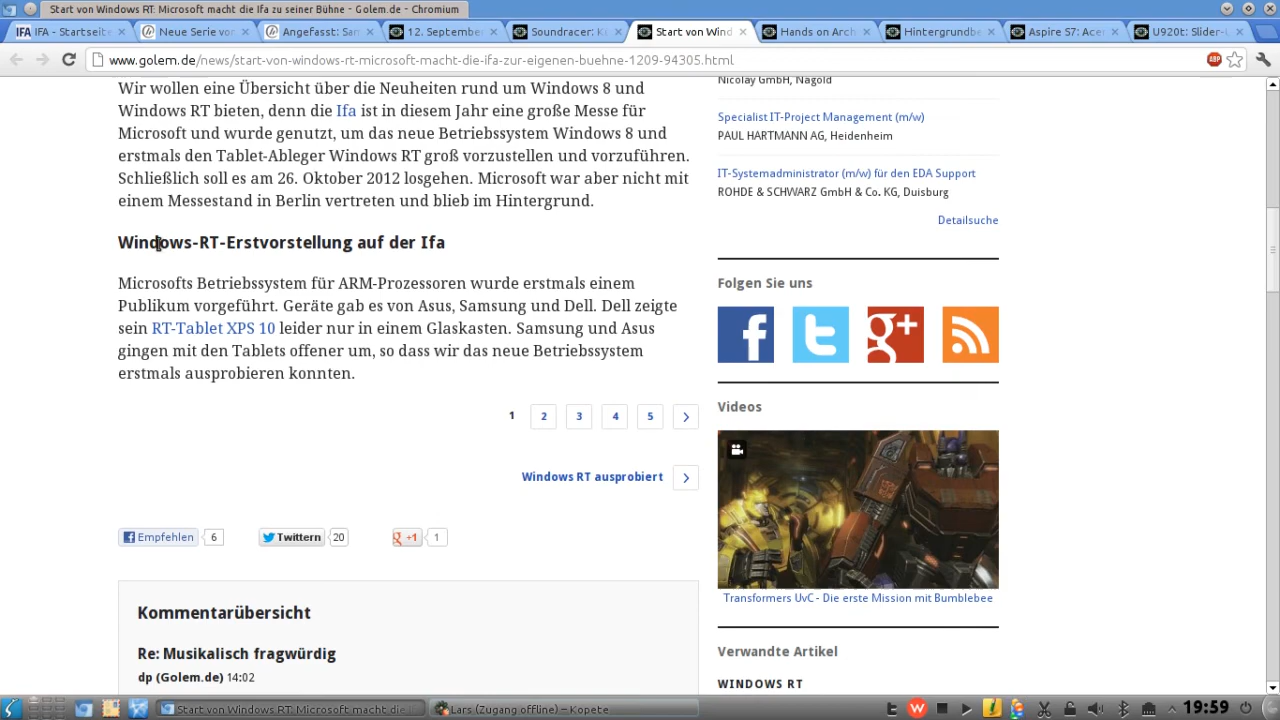 Start von Windows RT: Microsoft macht die Ifa zu seiner Bühne - Golem.de - Chromium
IFA IFA - Startseite
Neue Serie vor
Angefasst: Sam
12. September
Soundracer: K
Start von Wind
Hands on Arch
Hintergrundbe
Aspire S7: Acer
U920t: Slider-
www.golem.de/news/start-von-windows-rt-microsoft-macht-die-ifa-zur-eigenen-buehne-1209-94305.html
ABP
Wir wollen eine Übersicht über die Neuheiten rund um Windows 8 und
Windows RT bieten, denn die Ifa ist in diesem Jahr eine große Messe für
Microsoft und wurde genutzt, um das neue Betriebssystem Windows 8 und
erstmals den Tablet-Ableger Windows RT groß vorzustellen und vorzuführen.
Schließlich soll es am 26. Oktober 2012 losgehen. Microsoft war aber nicht mit
einem Messestand in Berlin vertreten und blieb im Hintergrund.
Windows-RT-Erstvorstellung auf der Ifa
Microsofts Betriebssystem für ARM-Prozessoren wurde erstmals einem
Publikum vorgeführt. Geräte gab es von Asus, Samsung und Dell. Dell zeigte
sein RT-Tablet XPS 10 leider nur in einem Glaskasten. Samsung und Asus
gingen mit den Tablets offener um, so dass wir das neue Betriebssystem
erstmals ausprobieren konnten.
1 2 3 4 5
Windows RT ausprobiert
Empfehlen 6 Twittern 20 +1 1
Kommentarübersicht
Re: Musikalisch fragwürdig
dp (Golem.de) 14:02
Nicolay GmbH, Nagold
Specialist IT-Project Management (m/w)
PAUL HARTMANN AG, Heidenheim
IT-Systemadministrator (m/w) für den EDA Support
ROHDE & SCHWARZ GmbH & Co. KG, Duisburg
Detailsuche
Folgen Sie uns
Videos
Transformers UvC - Die erste Mission mit Bumblebee
Verwandte Artikel
WINDOWS RT
Start von Windows RT: Microsoft macht die
Lars (Zugang offline) – Kopete
19:59